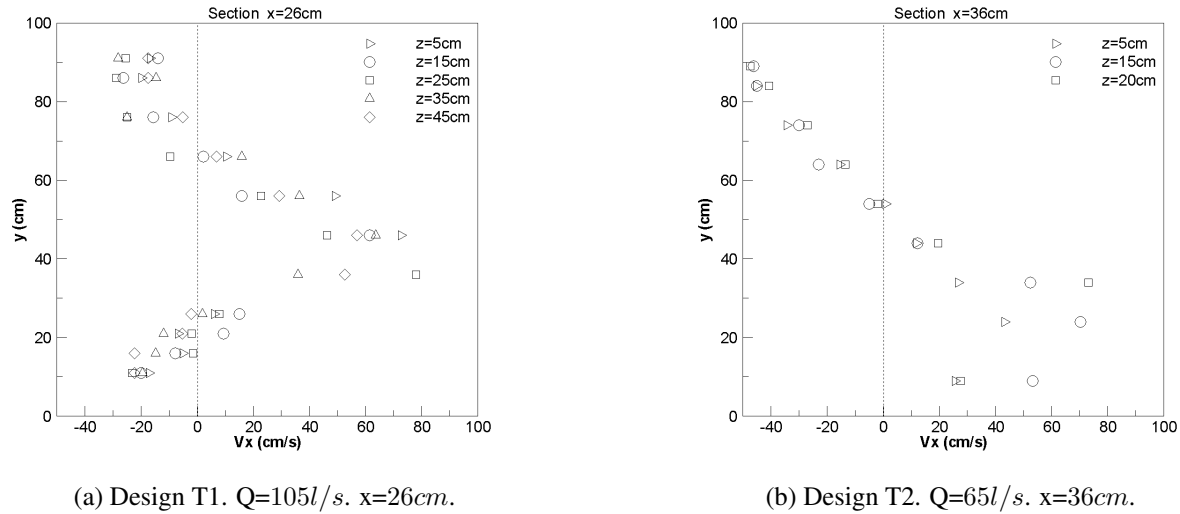 Section x=26cm
100
80
60
40
20
0
y (cm)
-40 -20 0 20 40 60 80 100
Vx (cm/s)
z=5cm
z=15cm
z=25cm
z=35cm
z=45cm
(a) Design T1. Q=105l/s. x=26cm.
Section x=36cm
100
80
60
40
20
0
y (cm)
-40 -20 0 20 40 60 80 100
Vx (cm/s)
z=5cm
z=15cm
z=20cm
(b) Design T2. Q=65l/s. x=36cm.